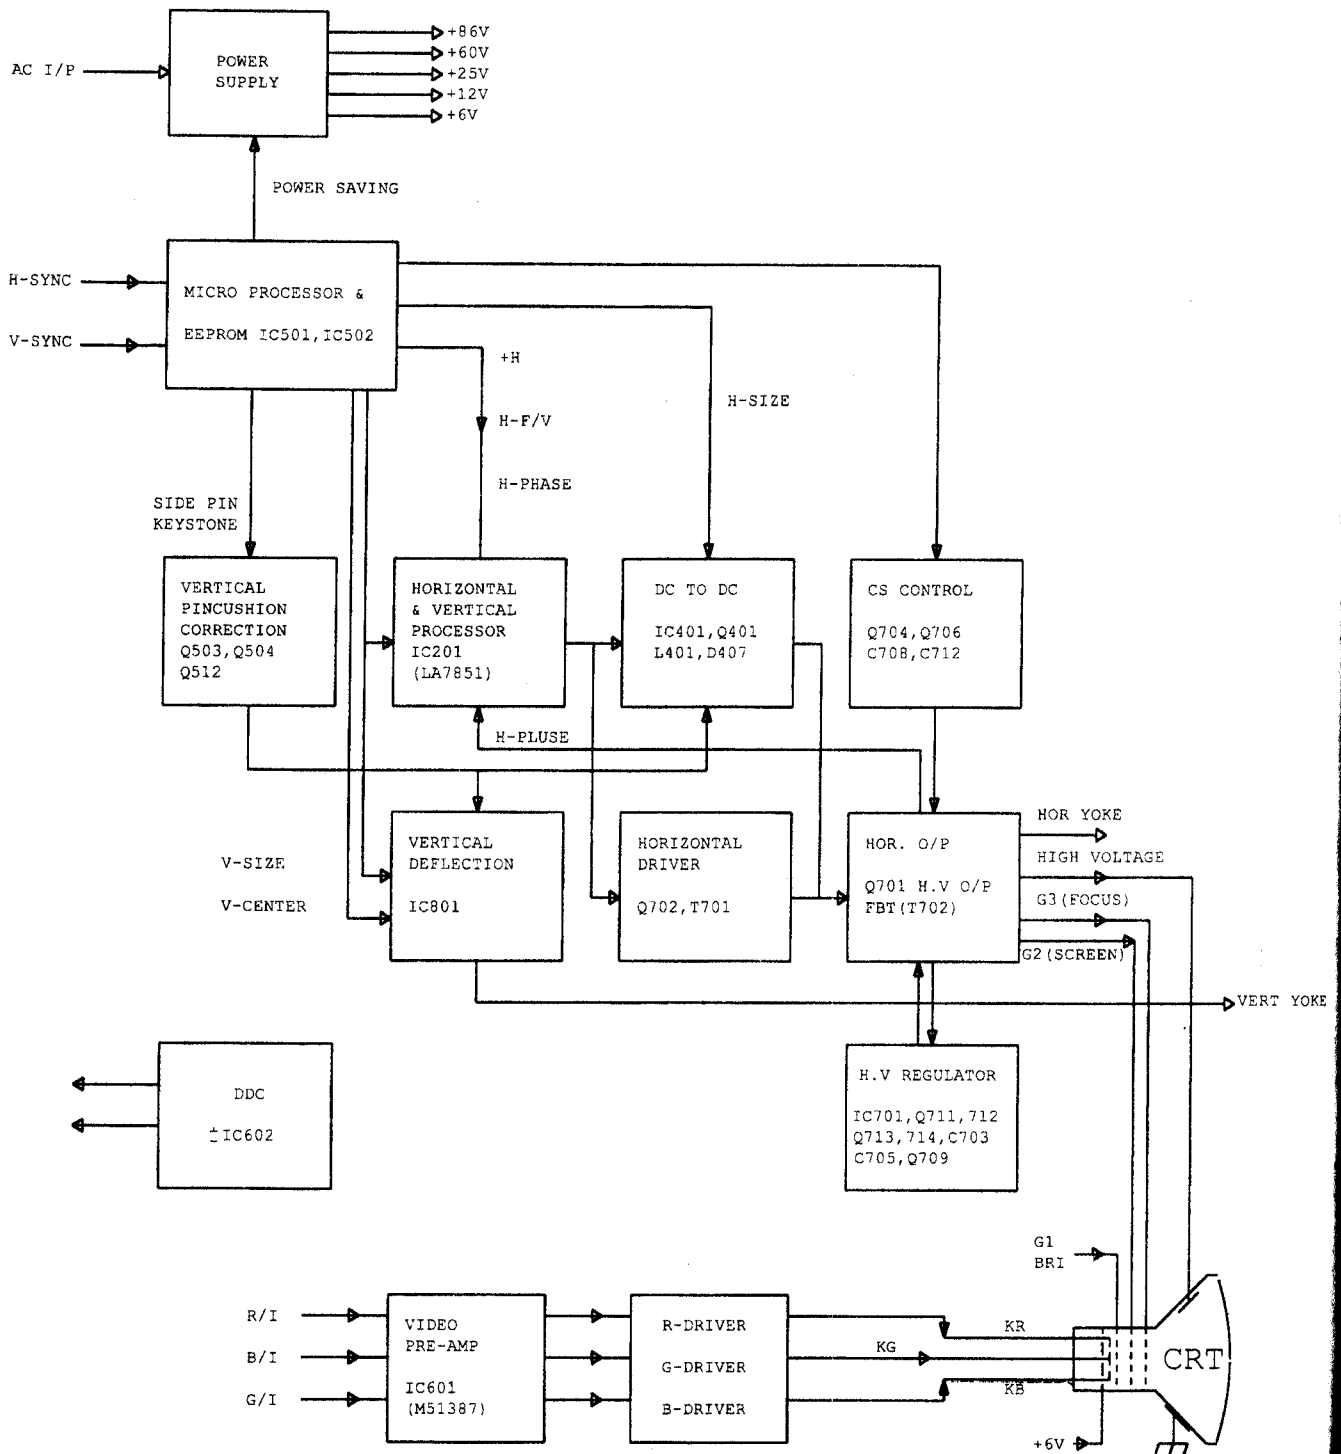 +86V
+60V
AC I/P
POWER
SUPPLY
+25V
+12V
+6V
POWER SAVING
H-SYNC
V-SYNC
MICRO PROCESSOR &
EEPROM IC501,IC502
+H
H-F/V
H-PHASE
H-SIZE
SIDE PIN
KEYSTONE
VERTICAL
PINCUSHION
CORRECTION
Q503,Q504
Q512
HORIZONTAL
& VERTICAL
PROCESSOR
IC201
(LA7851)
DC TO DC
IC401,Q401
L401,D407
CS CONTROL
Q704,Q706
C708,C712
H-PLUSE
V-SIZE
V-CENTER
VERTICAL
DEFLECTION
IC801
HORIZONTAL
DRIVER
Q702,T701
HOR. O/P
Q701 H.V O/P
FBT(T702)
HOR YOKE
HIGH VOLTAGE
G3(FOCUS)
G2(SCREEN)
VERT YOKE
DDC
±IC602
H.V REGULATOR
IC701,Q711,712
Q713,714,C703
C705,Q709
G1
BRI
R/I
B/I
G/I
VIDEO
PRE-AMP
IC601
(M51387)
R-DRIVER
G-DRIVER
B-DRIVER
KR
KG
KB
CRT
+6V